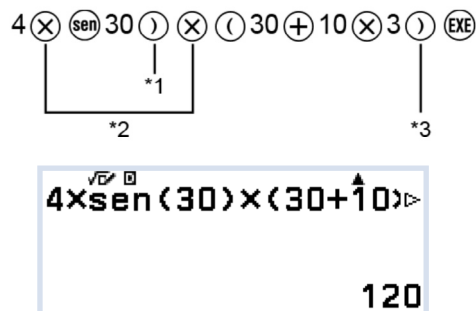 4 × sen 30 ) × ( 30 + 10 × 3 ) EXE
*1
*2 *3
√ D
4×sen(30)×(30+10)▷
120